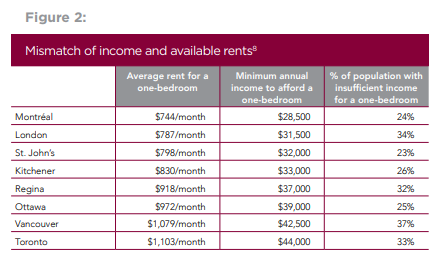 Figure 2:
Mismatch of income and available rents8
Average rent for a one-bedroom Minimum annual income to afford a one-bedroom % of population with insufficient income for a one-bedroom
Montréal $744/month $28,500 24%
London $787/month $31,500 34%
St. John's $798/month $32,000 23%
Kitchener $830/month $33,000 26%
Regina $918/month $37,000 32%
Ottawa $972/month $39,000 25%
Vancouver $1,079/month $42,500 37%
Toronto $1,103/month $44,000 33%